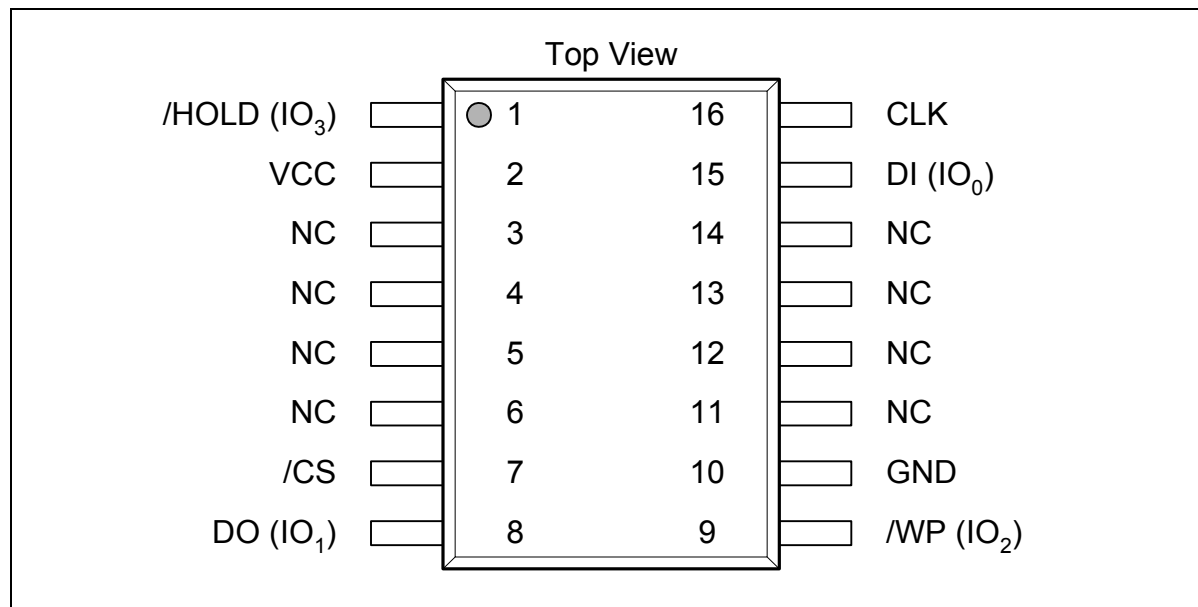 Top View
/HOLD (IO₃) 1 16 CLK
VCC 2 15 DI (IO₀)
NC 3 14 NC
NC 4 13 NC
NC 5 12 NC
NC 6 11 NC
/CS 7 10 GND
DO (IO₁) 8 9 /WP (IO₂)